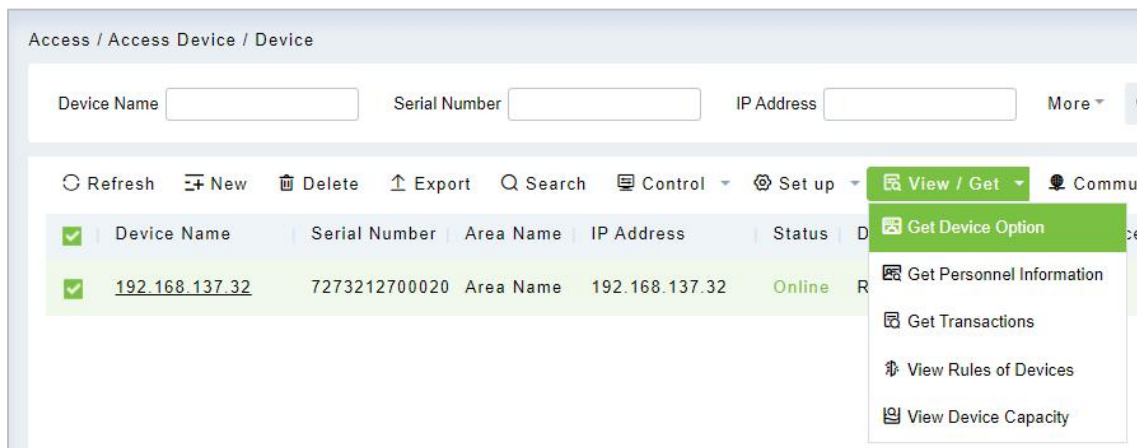 Access / Access Device / Device
Device Name Serial Number IP Address More
Refresh New Delete Export Search Control Set up View / Get
Device Name Serial Number Area Name IP Address Status
192.168.137.32 7273212700020 Area Name 192.168.137.32 Online
Get Device Option
Get Personnel Information
Get Transactions
View Rules of Devices
View Device Capacity